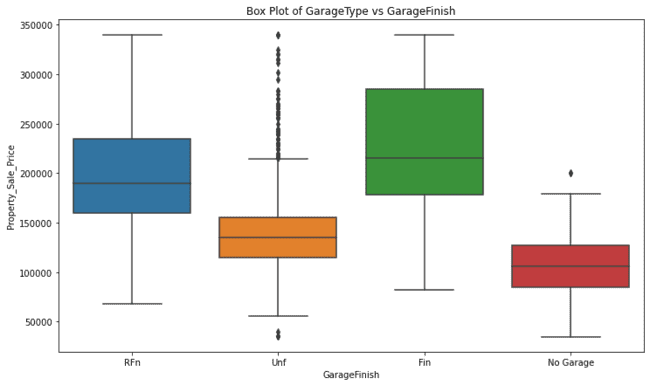 Box Plot of GarageType vs GarageFinish
350000
300000
250000
200000
150000
100000
50000
Property_Sale_Price
RFn Unf Fin No Garage
GarageFinish